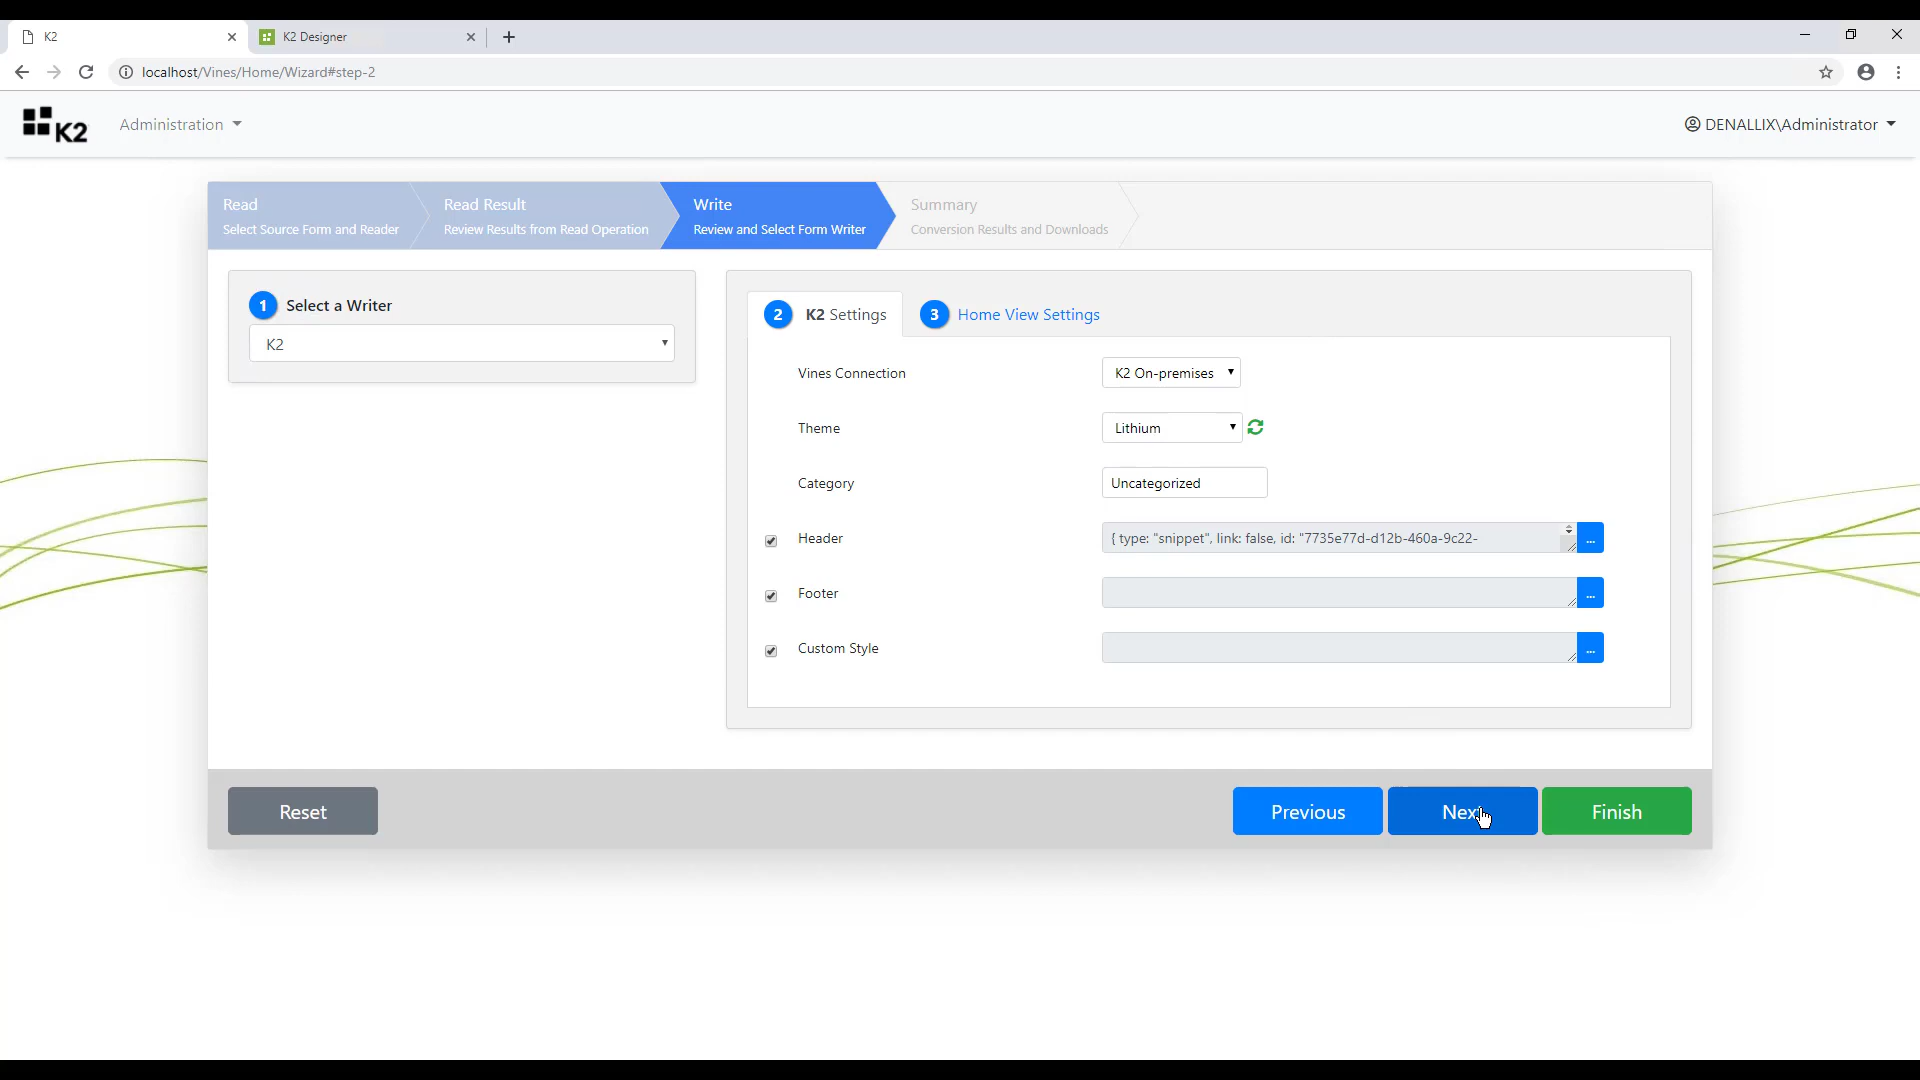 K2
K2 Designer
localhost/Vines/Home/Wizard#step-2
K2
Administration
DENALLIX\Administrator
Read
Select Source Form and Reader
Read Result
Review Results from Read Operation
Write
Review and Select Form Writer
Summary
Conversion Results and Downloads
1 Select a Writer
K2
2 K2 Settings
3 Home View Settings
Vines Connection
K2 On-premises
Theme
Lithium
Category
Uncategorized
Header
{ type: "snippet", link: false, id: "7735e77d-d12b-460a-9c22-
...
Footer
...
Custom Style
...
Reset
Previous
Next
Finish